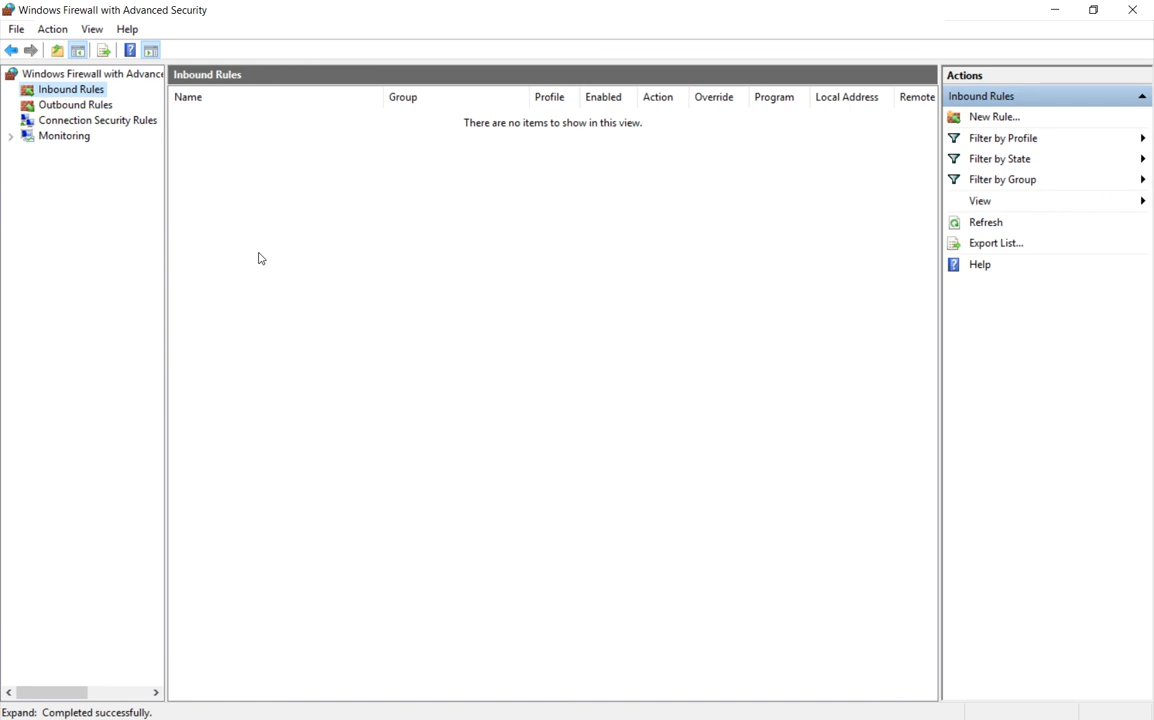 Windows Firewall with Advanced Security
File Action View Help
Windows Firewall with Advance
Inbound Rules
Outbound Rules
Connection Security Rules
Monitoring
Inbound Rules
Name Group Profile Enabled Action Override Program Local Address Remote
There are no items to show in this view.
Actions
Inbound Rules
New Rule...
Filter by Profile
Filter by State
Filter by Group
View
Refresh
Export List...
Help
Expand: Completed successfully.